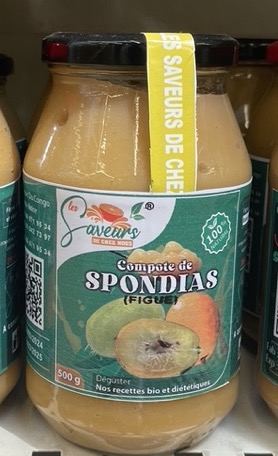 ES SAVEURS DE CHE
les
Saveurs
DE CHEZ NOUS
®
100%
Compote de
SPONDIAS
(FIGUE)
500 g
Déguster
Nos recettes bio et diététiques